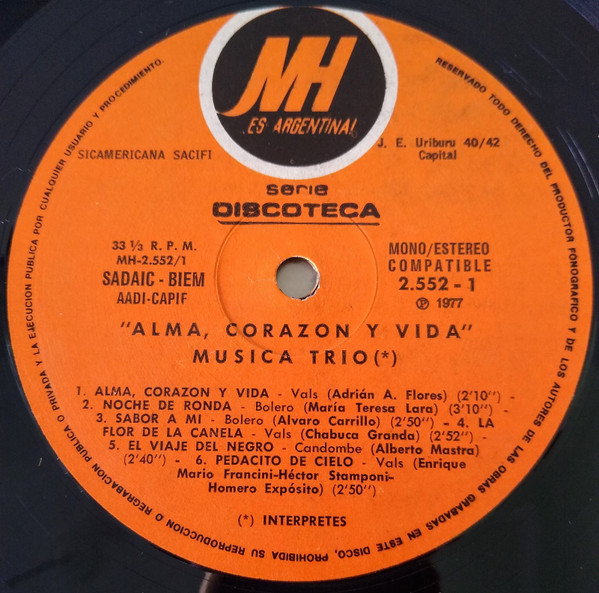 MH
.ES ARGENTINA!
SICAMERICANA SACIFI
J. E. Uriburu 40/42
Capital
serie
DISCOTECA
33 ⅓ R. P. M.
MH-2.552/1
SADAIC - BIEM
AADI-CAPIF
MONO/ESTEREO
COMPATIBLE
2.552 - 1
℗ 1977
"ALMA, CORAZON Y VIDA"
MUSICA TRIO(*)
1. ALMA, CORAZON Y VIDA - Vals (Adrián A. Flores) (2'10'') -
2. NOCHE DE RONDA - Bolero (María Teresa Lara) (3'10'') -
3. SABOR A MI - Bolero (Alvaro Carrillo) (2'50'') - 4. LA
FLOR DE LA CANELA - Vals (Chabuca Granda) (2'52'') -
5. EL VIAJE DEL NEGRO - Candombe (Alberto Mastra)
(2'40'') - 6. PEDACITO DE CIELO - Vals (Enrique
Mario Francini-Héctor Stamponi-
Homero Expósito) (2'50'')
(*) INTERPRETES
RESERVADO TODO DERECHO DEL PRODUCTOR FONOGRAFICO Y DE LOS AUTORES DE LAS OBRAS GRABADAS EN ESTE DISCO, PROHIBIDA SU REPRODUCCION O REGRABACION PUBLICA O PRIVADA Y LA EJECUCION PUBLICA POR CUALQUIER USUARIO Y PROCEDIMIENTO.